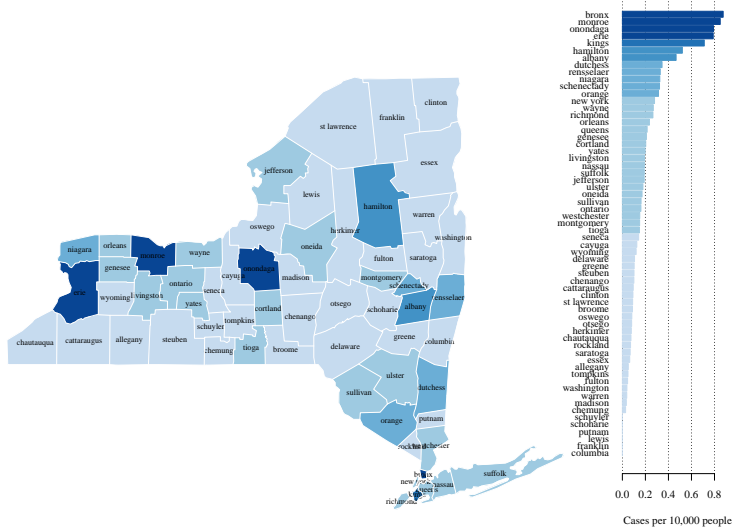 clinton
franklin
st lawrence
essex
jefferson
lewis
hamilton
warren
oswego
herkimer
washington
niagara
orleans
monroe
wayne
oneida
fulton
saratoga
genesee
onondaga
cayuga
madison
montgomery
schenectady
erie
wyoming
livingston
ontario
seneca
yates
cortland
otsego
schoharie
albany
rensselaer
chenango
tompkins
schuyler
chautauqua
cattaraugus
allegany
steuben
chemung
tioga
broome
delaware
greene
columbia
ulster
sullivan
dutchess
orange
putnam
rockland
westchester
bronx
new york
nassau
suffolk
queens
kings
richmond
bronx
monroe
onondaga
erie
kings
hamilton
albany
dutchess
rensselaer
niagara
schenectady
orange
new york
wayne
richmond
orleans
queens
genesee
cortland
yates
livingston
nassau
suffolk
jefferson
ulster
oneida
sullivan
ontario
westchester
montgomery
tioga
seneca
cayuga
wyoming
delaware
greene
steuben
chenango
cattaraugus
clinton
st lawrence
broome
oswego
otsego
herkimer
chautauqua
rockland
saratoga
essex
allegany
tompkins
fulton
washington
warren
madison
chemung
schuyler
schoharie
putnam
lewis
franklin
columbia
0.0 0.2 0.4 0.6 0.8
Cases per 10,000 people